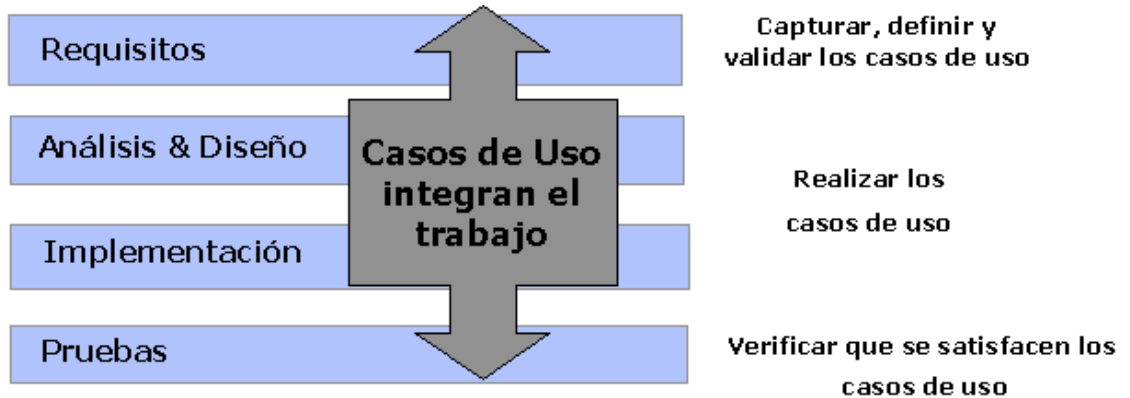 Requisitos
Capturar, definir y
validar los casos de uso
Análisis & Diseño
Casos de Uso
integran el
trabajo
Realizar los
casos de uso
Implementación
Pruebas
Verificar que se satisfacen los
casos de uso